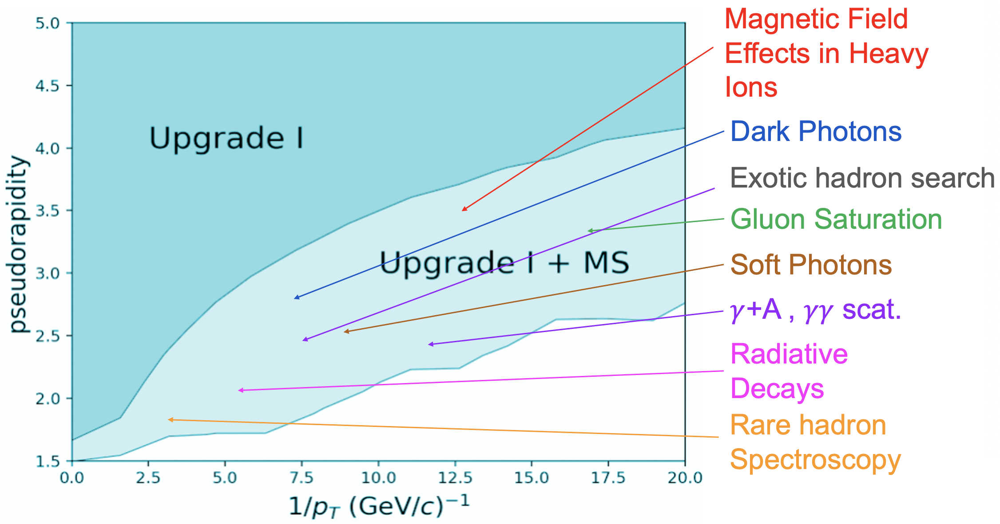 Magnetic Field
Effects in Heavy
Ions
Dark Photons
Exotic hadron search
Gluon Saturation
Soft Photons
γ+A , γγ scat.
Radiative
Decays
Rare hadron
Spectroscopy
Upgrade I
Upgrade I + MS
pseudorapidity
5.0
4.5
4.0
3.5
3.0
2.5
2.0
1.5
0.0 2.5 5.0 7.5 10.0 12.5 15.0 17.5 20.0
1/p_T (GeV/c)⁻¹